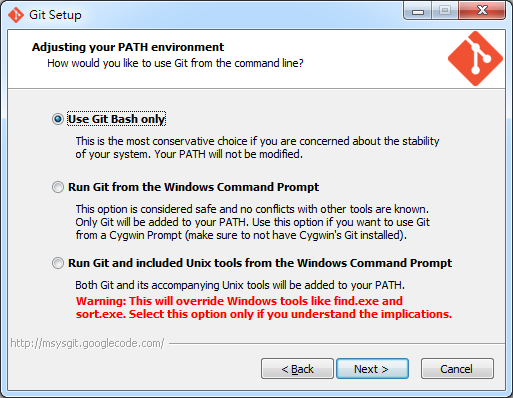 Git Setup
Adjusting your PATH environment
How would you like to use Git from the command line?
Use Git Bash only
This is the most conservative choice if you are concerned about the stability
of your system. Your PATH will not be modified.
Run Git from the Windows Command Prompt
This option is considered safe and no conflicts with other tools are known.
Only Git will be added to your PATH. Use this option if you want to use Git
from a Cygwin Prompt (make sure to not have Cygwin's Git installed).
Run Git and included Unix tools from the Windows Command Prompt
Both Git and its accompanying Unix tools will be added to your PATH.
Warning: This will override Windows tools like find.exe and
sort.exe. Select this option only if you understand the implications.
http://msysgit.googlecode.com/
< Back Next > Cancel